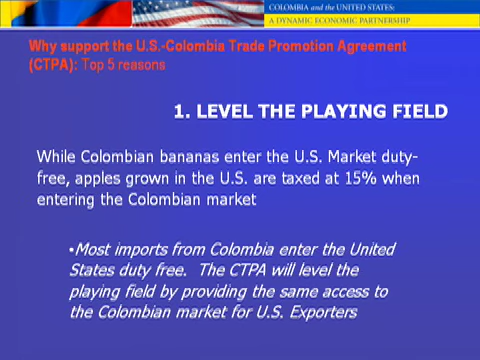 COLOMBIA and the UNITED STATES:
A DYNAMIC ECONOMIC PARTNERSHIP
Why support the U.S.-Colombia Trade Promotion Agreement
(CTPA): Top 5 reasons
1. LEVEL THE PLAYING FIELD
While Colombian bananas enter the U.S. Market duty-
free, apples grown in the U.S. are taxed at 15% when
entering the Colombian market
•Most imports from Colombia enter the United
States duty free. The CTPA will level the
playing field by providing the same access to
the Colombian market for U.S. Exporters